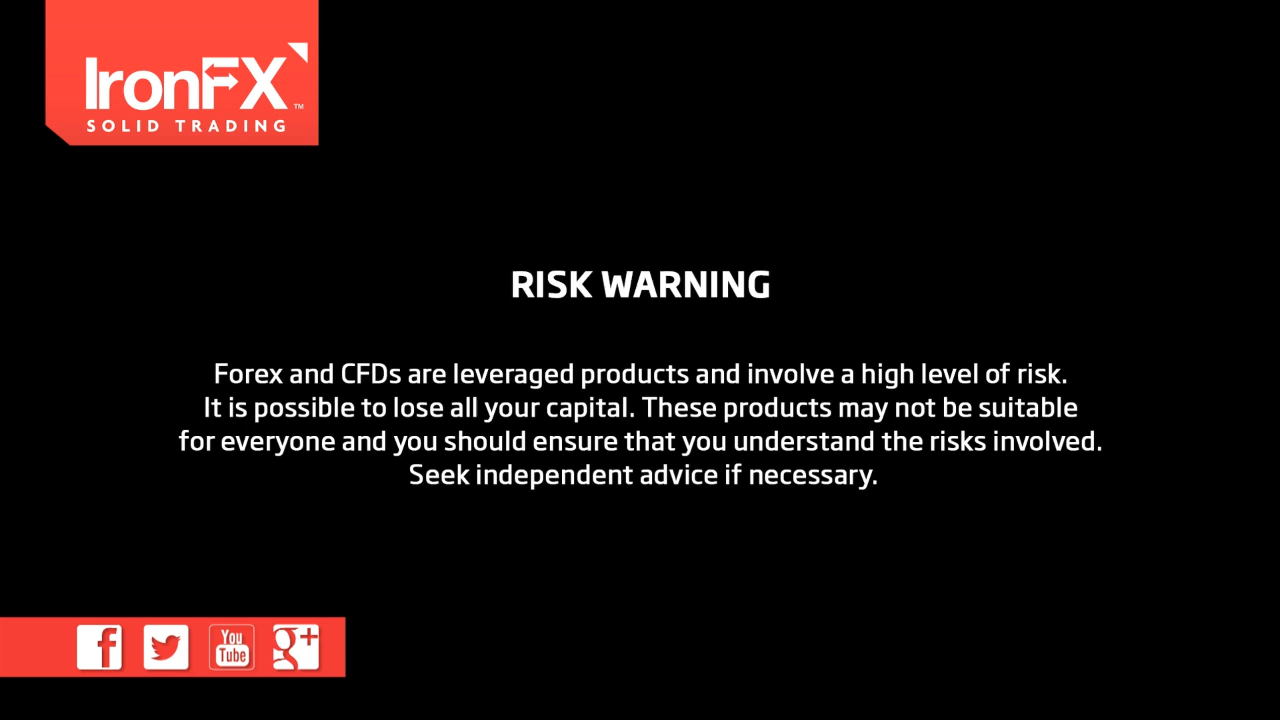 IronFX™
SOLID TRADING
RISK WARNING
Forex and CFDs are leveraged products and involve a high level of risk.
It is possible to lose all your capital. These products may not be suitable
for everyone and you should ensure that you understand the risks involved.
Seek independent advice if necessary.
f
You
Tube
g+